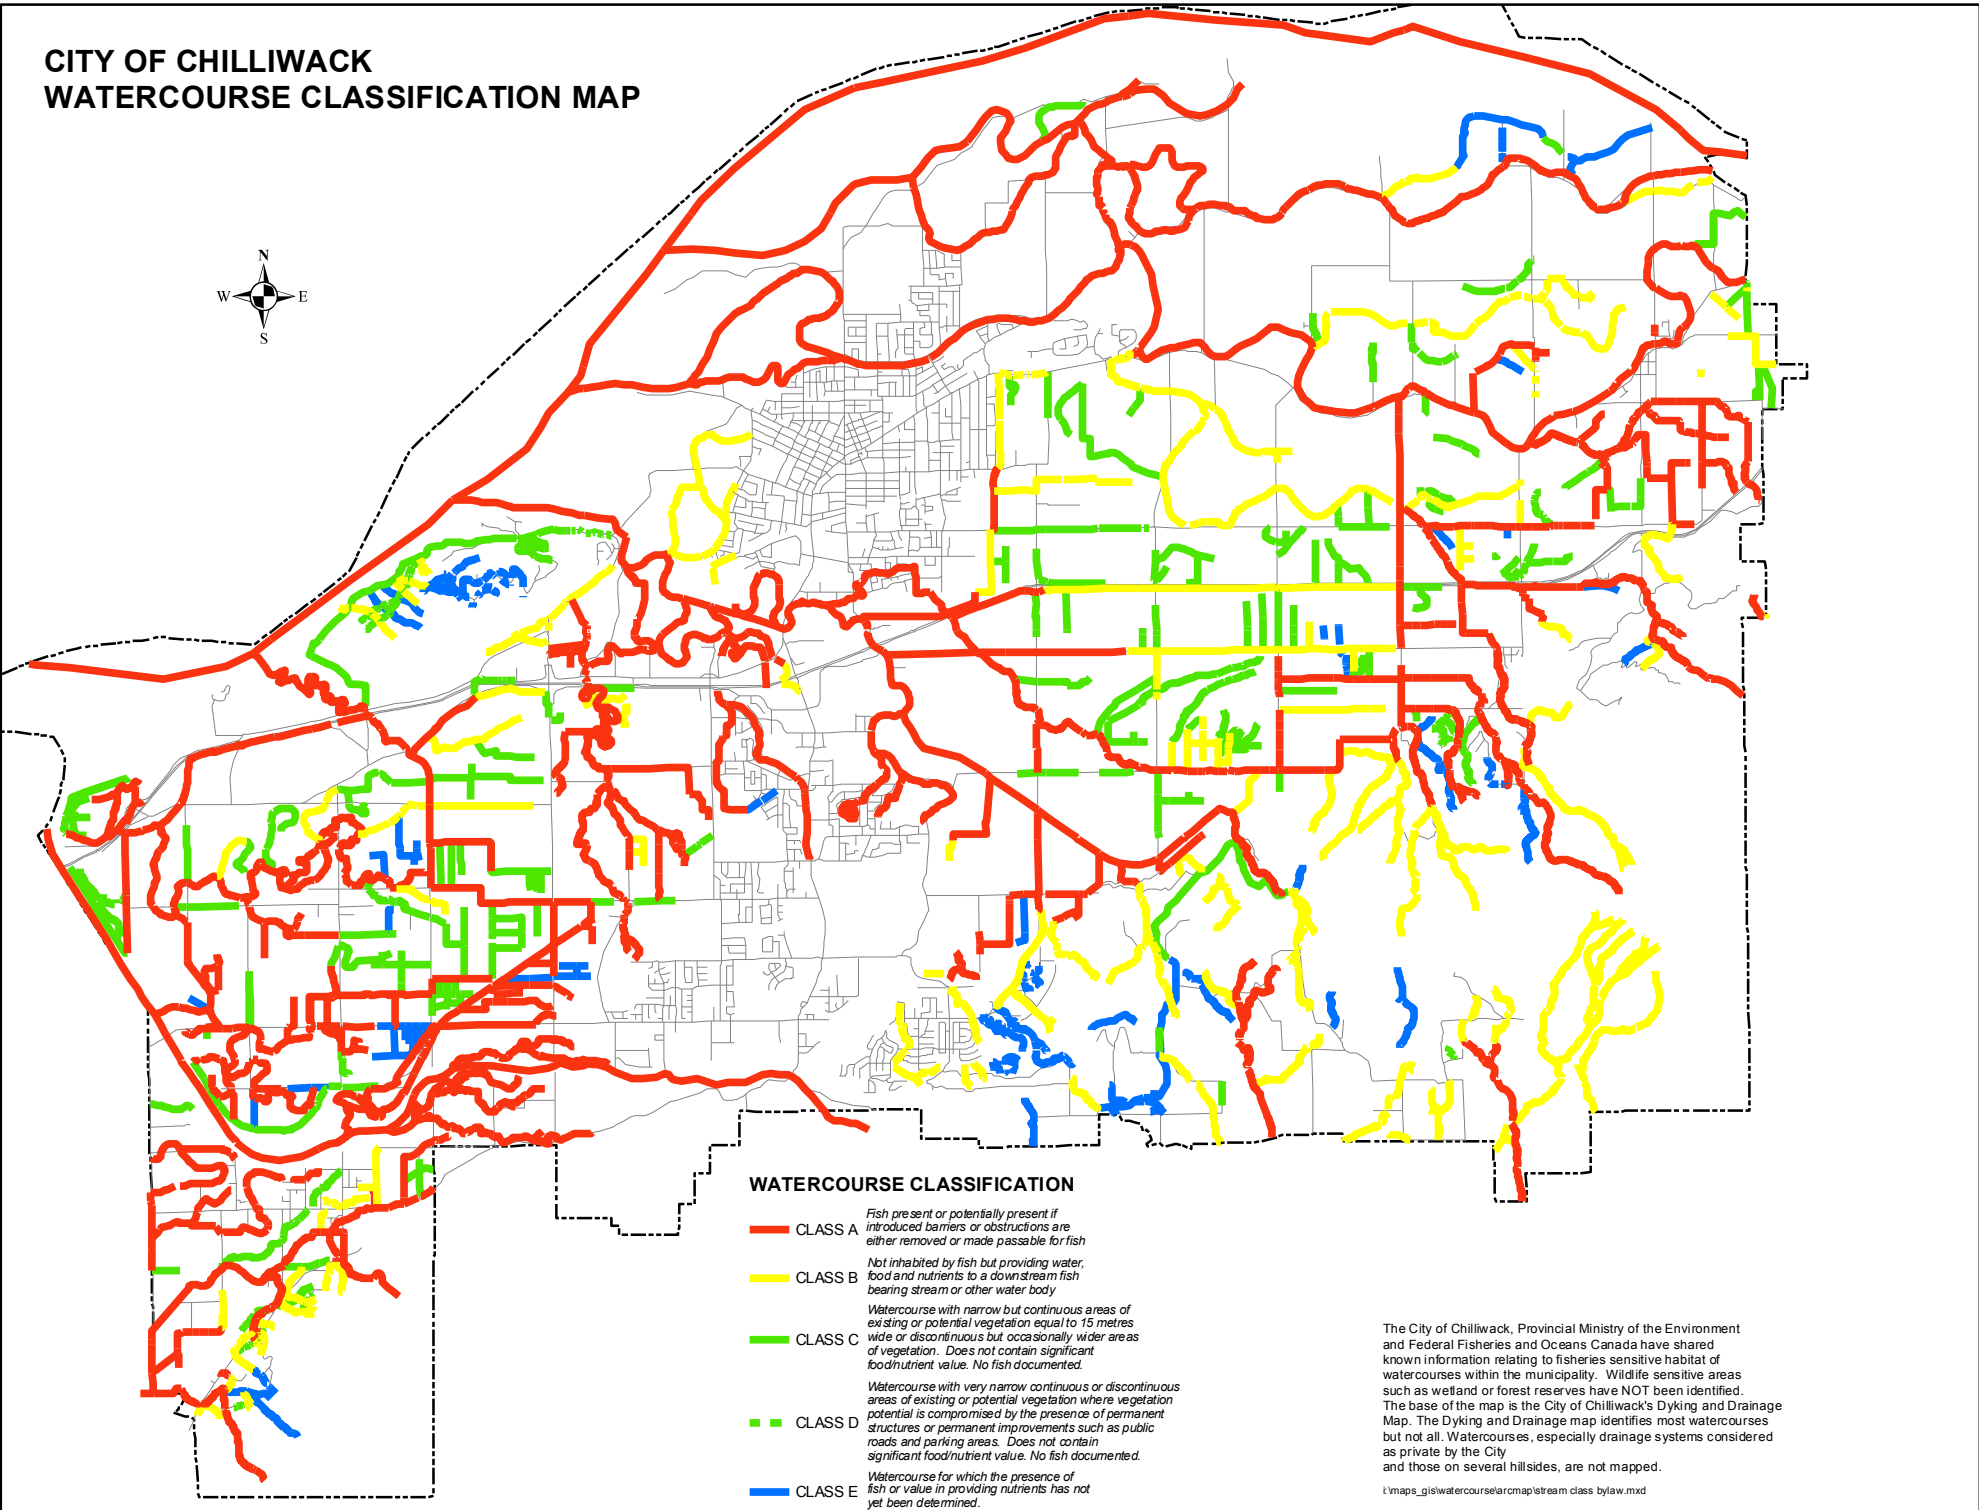 CITY OF CHILLIWACK
WATERCOURSE CLASSIFICATION MAP
N
W E
S
WATERCOURSE CLASSIFICATION
CLASS A
Fish present or potentially present if
introduced barriers or obstructions are
either removed or made passable for fish
CLASS B
Not inhabited by fish but providing water,
food and nutrients to a downstream fish
bearing stream or other water body
CLASS C
Watercourse with narrow but continuous areas of
existing or potential vegetation equal to 15 metres
wide or discontinuous but occasionally wider areas
of vegetation. Does not contain significant
food/nutrient value. No fish documented.
CLASS D
Watercourse with very narrow continuous or discontinuous
areas of existing or potential vegetation where vegetation
potential is compromised by the presence of permanent
structures or permanent improvements such as public
roads and parking areas. Does not contain
significant food/nutrient value. No fish documented.
CLASS E
Watercourse for which the presence of
fish or value in providing nutrients has not
yet been determined.
The City of Chilliwack, Provincial Ministry of the Environment
and Federal Fisheries and Oceans Canada have shared
known information relating to fisheries sensitive habitat of
watercourses within the municipality. Wildlife sensitive areas
such as wetland or forest reserves have NOT been identified.
The base of the map is the City of Chilliwack's Dyking and Drainage
Map. The Dyking and Drainage map identifies most watercourses
but not all. Watercourses, especially drainage systems considered
as private by the City
and those on several hillsides, are not mapped.
i:\maps_gis\watercourse\arcmap\stream class bylaw.mxd